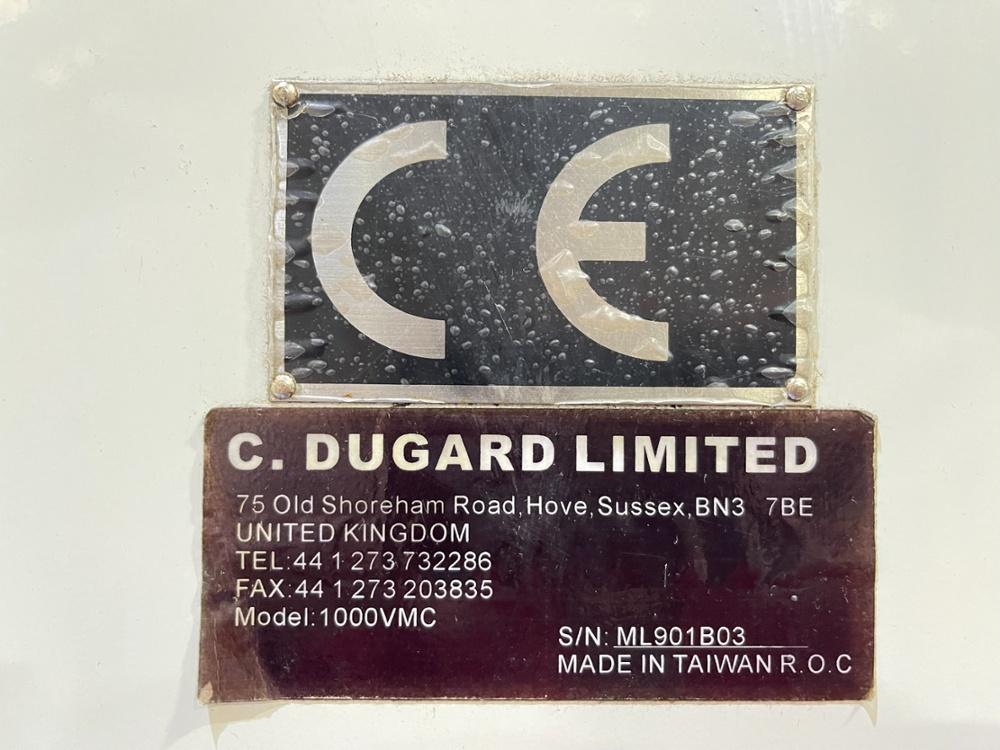 CE
C. DUGARD LIMITED
75 Old Shoreham Road, Hove, Sussex, BN3 7BE
UNITED KINGDOM
TEL:44 1 273 732286
FAX:44 1 273 203835
Model:1000VMC
S/N: ML901B03
MADE IN TAIWAN R.O.C